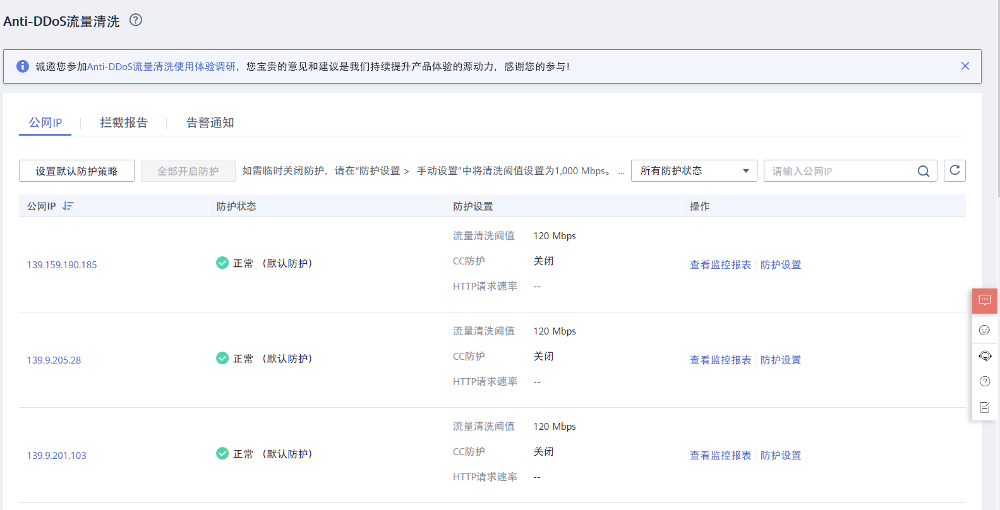 Anti-DDoS流量清洗
诚邀您参加Anti-DDoS流量清洗使用体验调研，您宝贵的意见和建议是我们持续提升产品体验的源动力，感谢您的参与！
公网IP 拦截报告 告警通知
设置默认防护策略 全部开启防护 如需临时关闭防护，请在“防护设置 > 手动设置”中将清洗阈值设置为1,000 Mbps。 ... 所有防护状态 请输入公网IP
公网IP 防护状态 防护设置 操作
流量清洗阈值 120 Mbps
139.159.190.185 正常 （默认防护） CC防护 关闭 查看监控报表 防护设置
HTTP请求速率 --
流量清洗阈值 120 Mbps
139.9.205.28 正常 （默认防护） CC防护 关闭 查看监控报表 防护设置
HTTP请求速率 --
流量清洗阈值 120 Mbps
139.9.201.103 正常 （默认防护） CC防护 关闭 查看监控报表 防护设置
HTTP请求速率 --